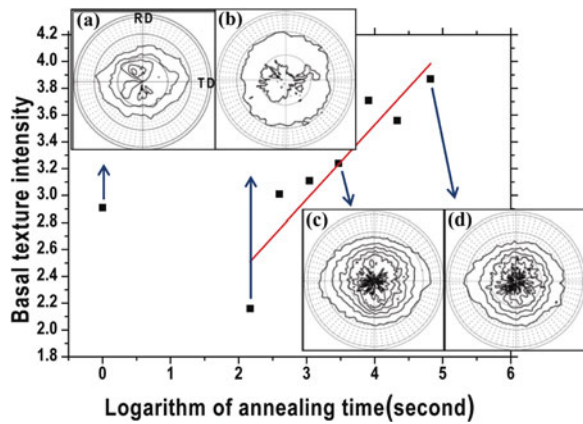 (a)
RD
TD
(b)
4.2
4.0
3.8
3.6
3.4
3.2
3.0
2.8
2.6
2.4
2.2
2.0
1.8
Basal texture intensity
(c)
(d)
0
1
2
3
4
5
6
Logarithm of annealing time(second)